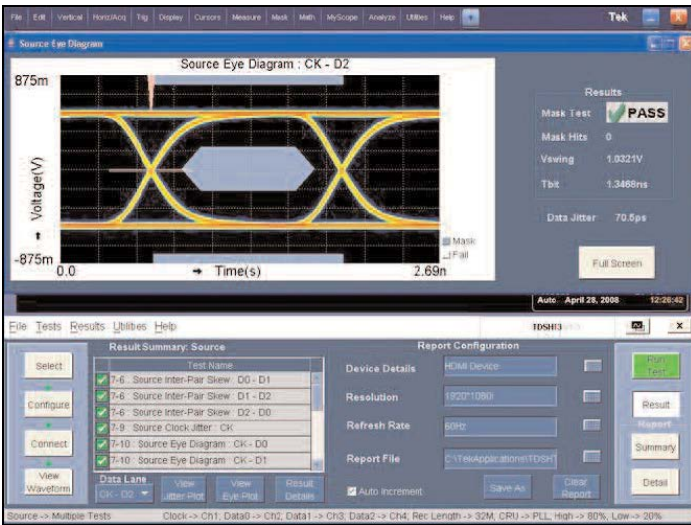 File Edit Vertical Horiz/Acq Trig Display Cursors Measure Mask Math MyScope Analyze Utilities Help Tek
Source Eye Diagram
Source Eye Diagram : CK - D2
875m
Voltage(V)
-875m
0.0
Time(s)
2.69n
Mask
Fail
Results
Mask Test PASS
Mask Hits 0
Vswing 1.0321V
Tbit 1.3468ns
Data Jitter 70.5ps
Full Screen
Auto April 28, 2008 12:26:42
File Tests Results Utilities Help TDSHT3 X
Select
Configure
Connect
View Waveform
Result Summary: Source
Test Name
7-6 : Source Inter-Pair Skew : D0 - D1
7-6 : Source Inter-Pair Skew : D1 - D2
7-6 : Source Inter-Pair Skew : D2 - D0
7-9 : Source Clock Jitter : CK
7-10 : Source Eye Diagram : CK - D0
7-10 : Source Eye Diagram : CK - D1
Data Lane
CK - D2
View Jitter Plot
View Eye Plot
Result Details
Report Configuration
Device Details HDMI Device
Resolution 1920*1080i
Refresh Rate 60Hz
Report File C:\TekApplications\TDSHT
Auto Increment
Save As
Clear Report
Run Test
Result
Report
Summary
Detail
Source -> Multiple Tests Clock -> Ch1, Data0 -> Ch2, Data1 -> Ch3, Data2 -> Ch4, Rec Length -> 32M, CRU -> PLL, High -> 80%, Low -> 20%